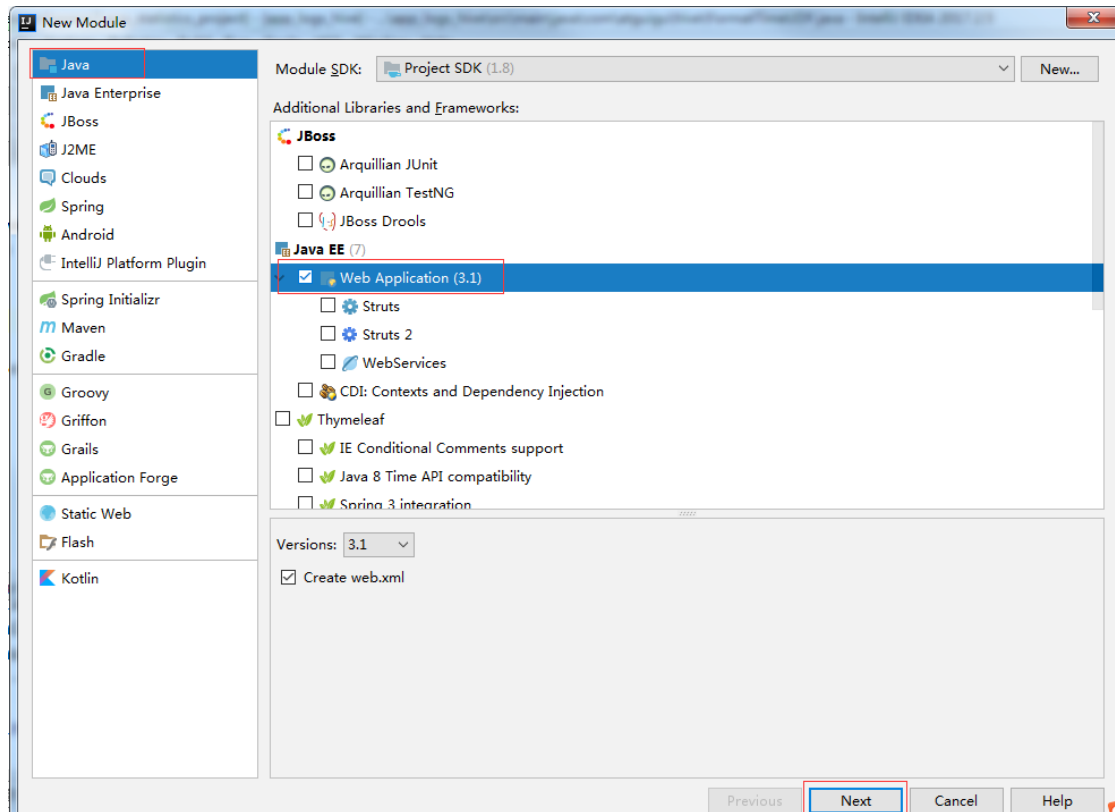 New Module
Java
Java Enterprise
JBoss
J2ME
Clouds
Spring
Android
IntelliJ Platform Plugin
Spring Initializr
Maven
Gradle
Groovy
Griffon
Grails
Application Forge
Static Web
Flash
Kotlin
Module SDK: Project SDK (1.8) New...
Additional Libraries and Frameworks:
JBoss
Arquillian JUnit
Arquillian TestNG
JBoss Drools
Java EE (7)
Web Application (3.1)
Struts
Struts 2
WebServices
CDI: Contexts and Dependency Injection
Thymeleaf
IE Conditional Comments support
Java 8 Time API compatibility
Spring 3 integration
Versions: 3.1
Create web.xml
Previous Next Cancel Help